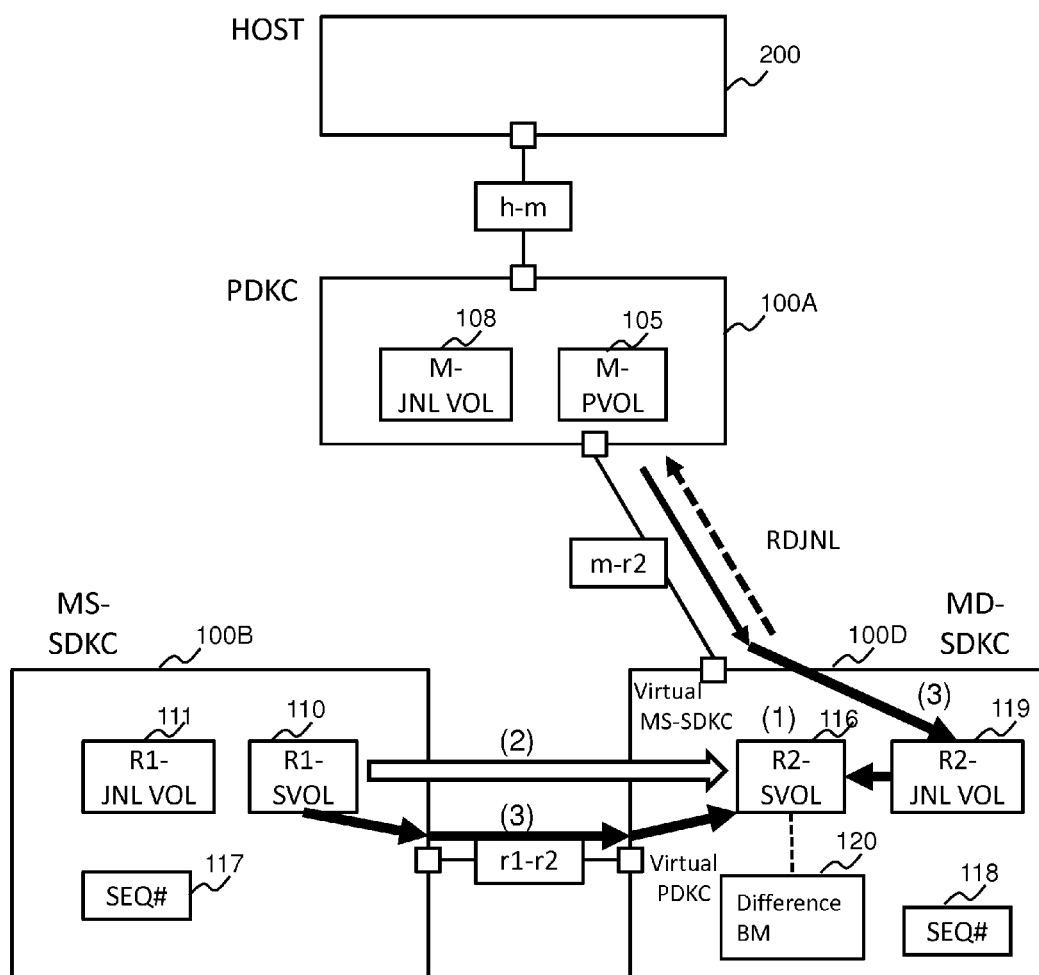 HOST
200
h-m
PDKC
100A
108
105
M-
JNL VOL
M-
PVOL
RDJNL
m-r2
MS-
SDKC
100B
MD-
SDKC
100D
Virtual
MS-SDKC
(1)
(3)
111
110
116
119
(2)
R1-
JNL VOL
R1-
SVOL
R2-
SVOL
R2-
JNL VOL
(3)
r1-r2
Virtual
PDKC
117
SEQ#
120
Difference
BM
118
SEQ#